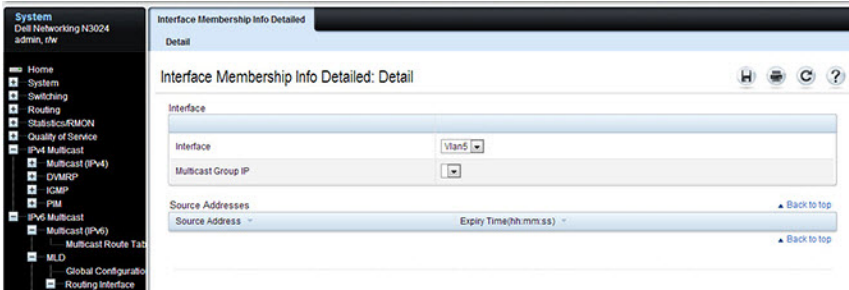 System
Dell Networking N3024
admin, r/w
Home
System
Switching
Routing
Statistics/RMON
Quality of Service
IPv4 Multicast
Multicast (IPv4)
DVMRP
IGMP
PIM
IPv6 Multicast
Multicast (IPv6)
Multicast Route Tab
MLD
Global Configuratio
Routing Interface
Interface Membership Info Detailed
Detail
Interface Membership Info Detailed: Detail
H C ?
Interface
Interface Vlan5
Multicast Group IP
Source Addresses Back to top
Source Address Expiry Time(hh:mm:ss)
Back to top